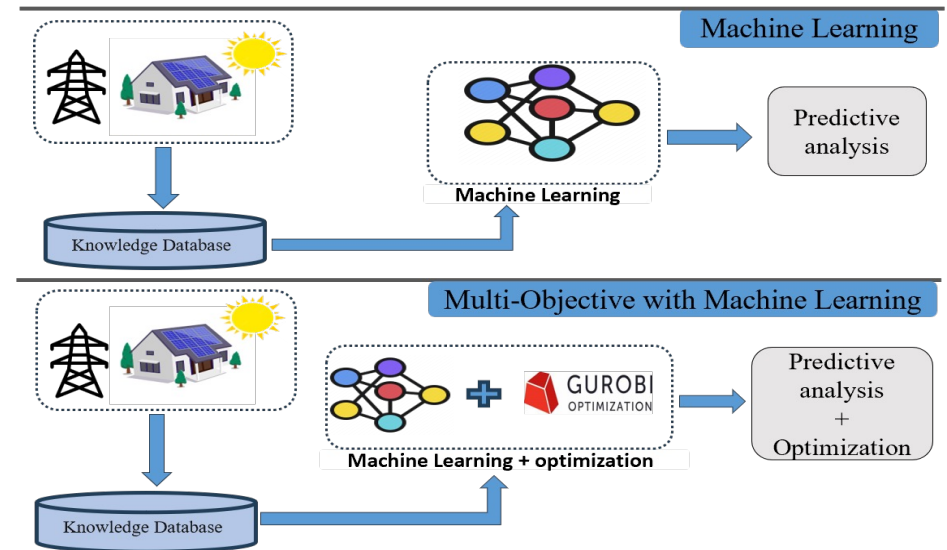 Machine Learning
Predictive
analysis
Machine Learning
Knowledge Database
Multi-Objective with Machine Learning
GUROBI
OPTIMIZATION
Predictive
analysis
+
Optimization
Machine Learning + optimization
Knowledge Database